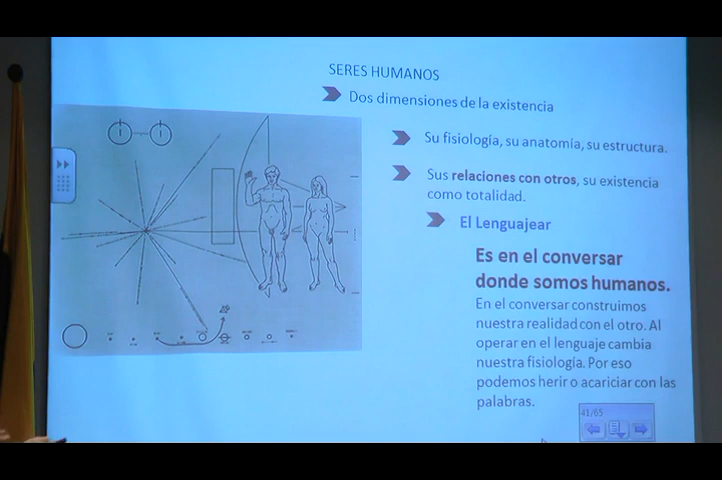 SERES HUMANOS
Dos dimensiones de la existencia
Su fisiología, su anatomía, su estructura.
Sus relaciones con otros, su existencia
como totalidad.
El Lenguajear
Es en el conversar
donde somos humanos.
En el conversar construimos
nuestra realidad con el otro. Al
operar en el lenguaje cambia
nuestra fisiología. Por eso
podemos herir o acariciar con las
palabras.
41/65